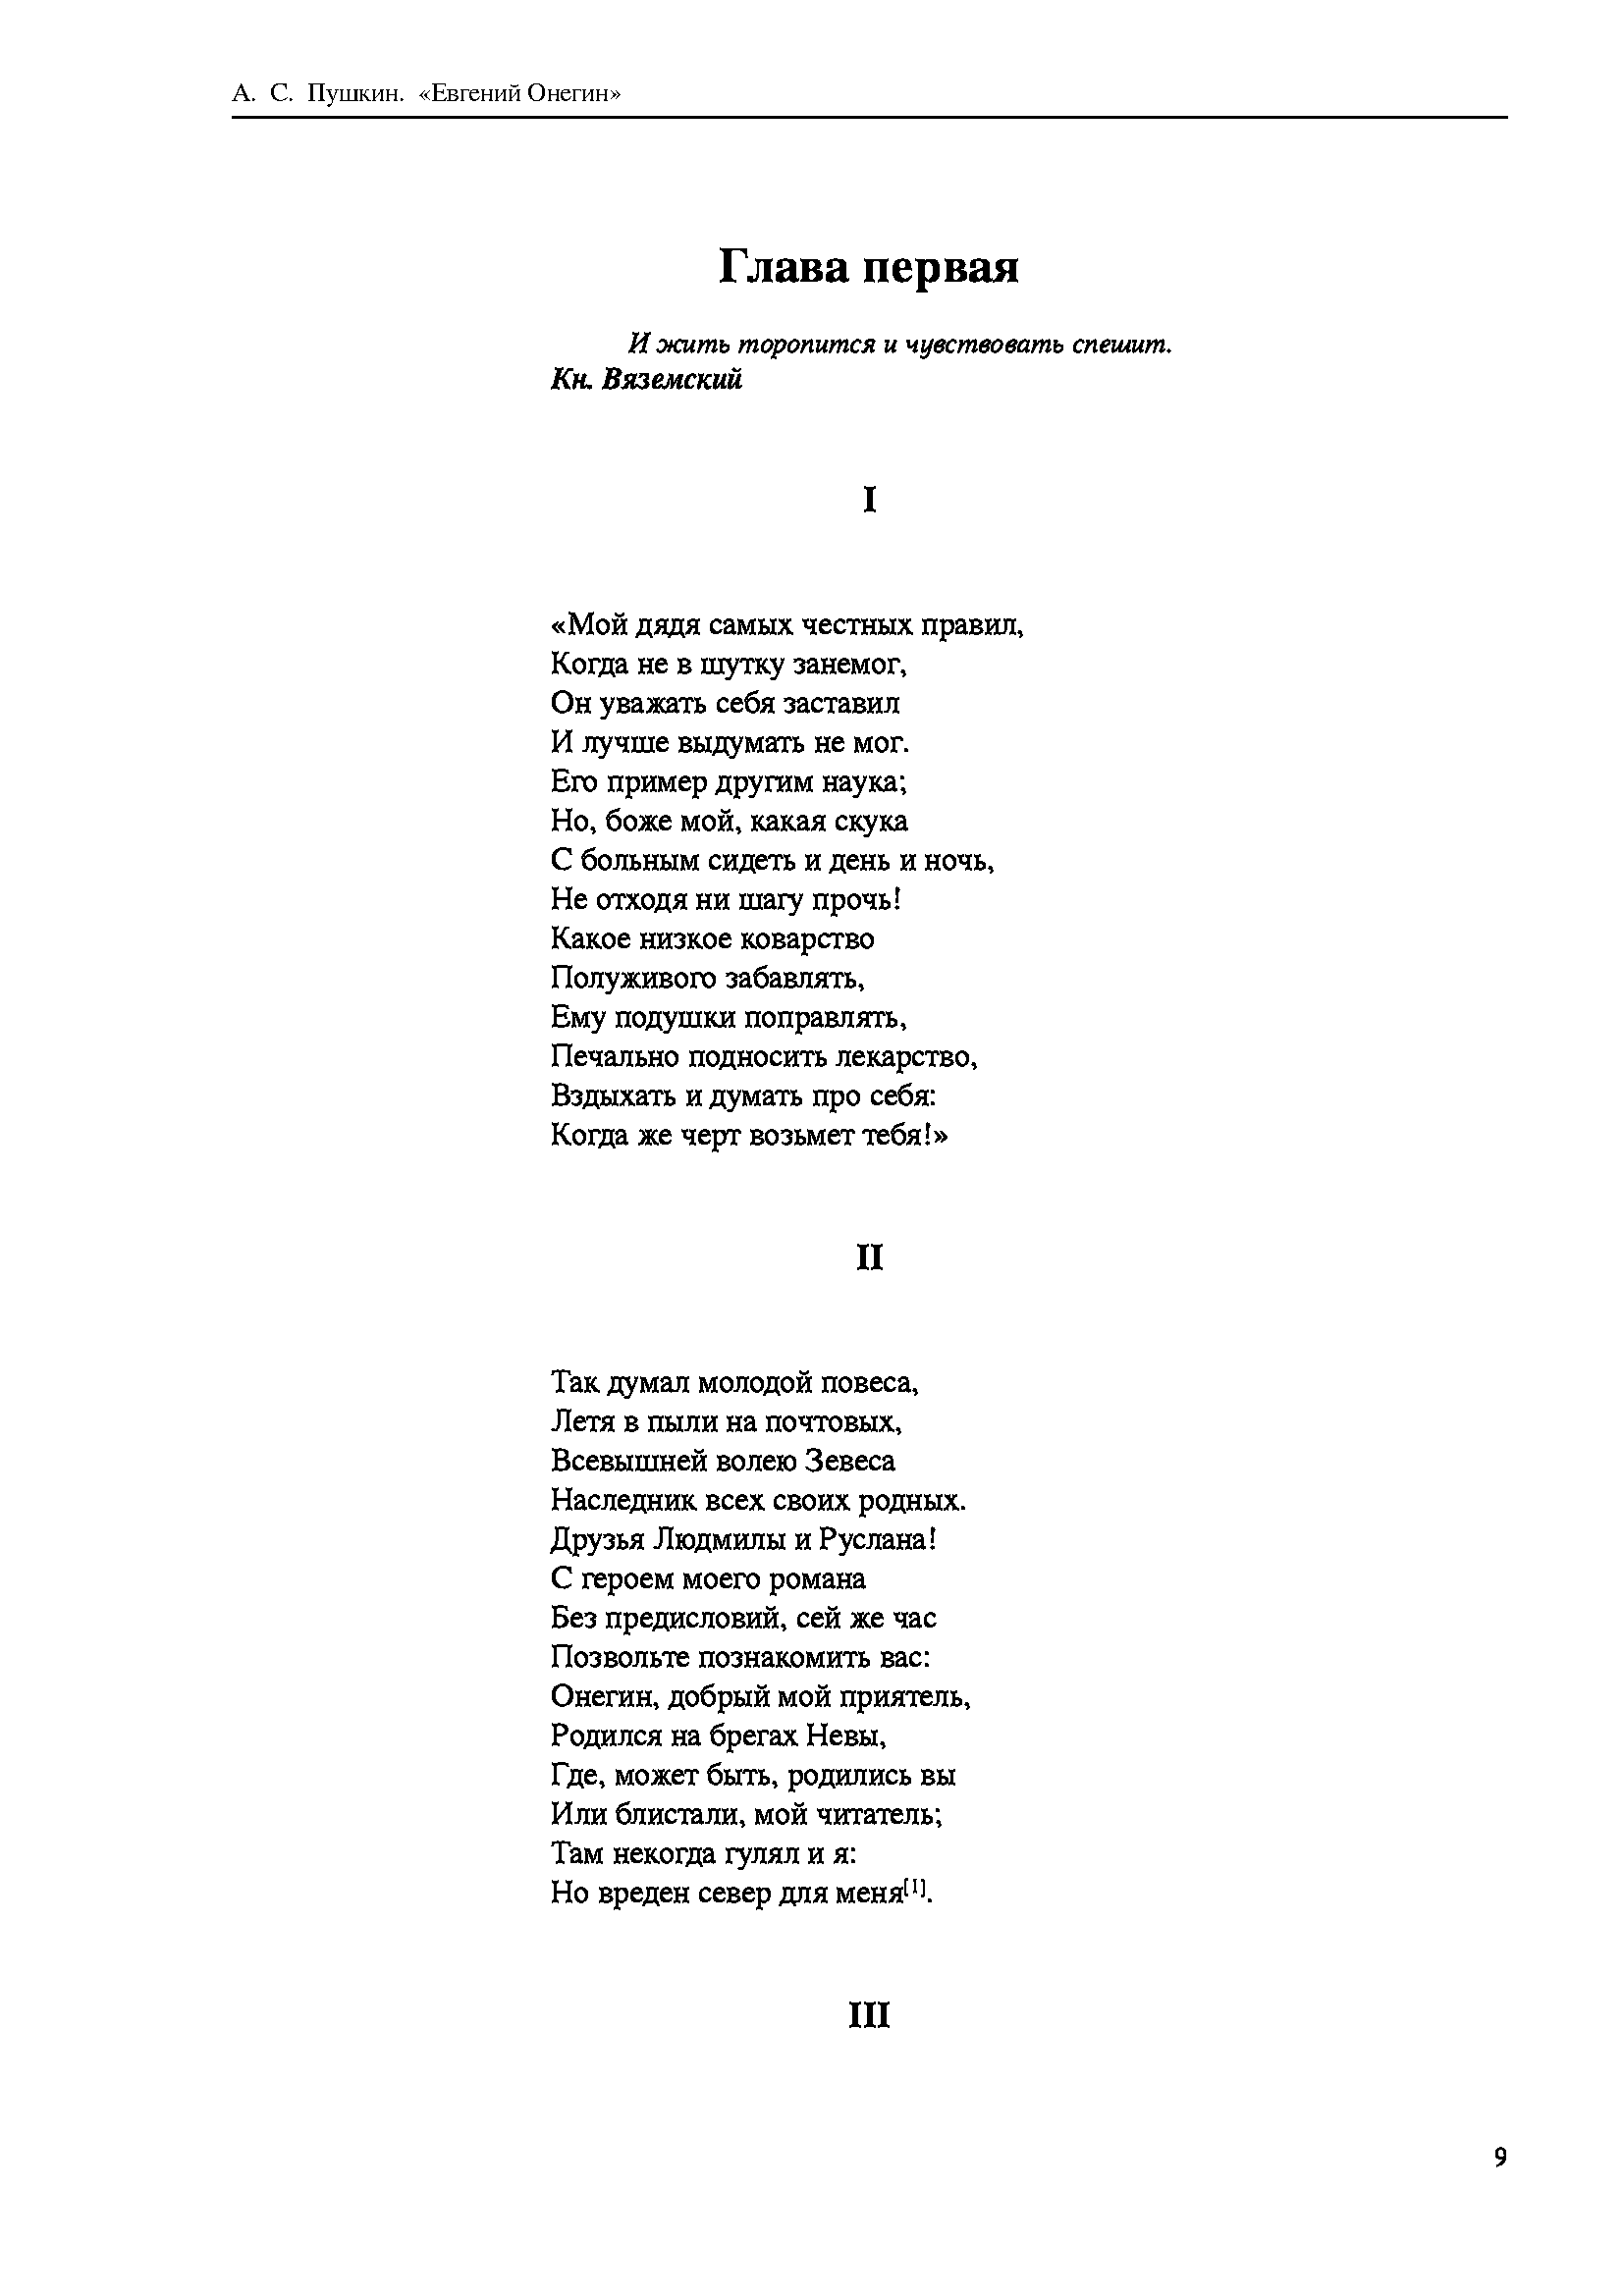 А. С. Пушкин. «Евгений Онегин»
Глава первая
И жить торопится и чувствовать спешит.
Кн. Вяземский
I
«Мой дядя самых честных правил,
Когда не в шутку занемог,
Он уважать себя заставил
И лучше выдумать не мог.
Его пример другим наука;
Но, боже мой, какая скука
С больным сидеть и день и ночь,
Не отходя ни шагу прочь!
Какое низкое коварство
Полуживого забавлять,
Ему подушки поправлять,
Печально подносить лекарство,
Вздыхать и думать про себя:
Когда же черт возьмет тебя!»
II
Так думал молодой повеса,
Летя в пыли на почтовых,
Всевышней волею Зевеса
Наследник всех своих родных.
Друзья Людмилы и Руслана!
С героем моего романа
Без предисловий, сей же час
Позвольте познакомить вас:
Онегин, добрый мой приятель,
Родился на брегах Невы,
Где, может быть, родились вы
Или блистали, мой читатель;
Там некогда гулял и я:
Но вреден север для меня[1].
III
9